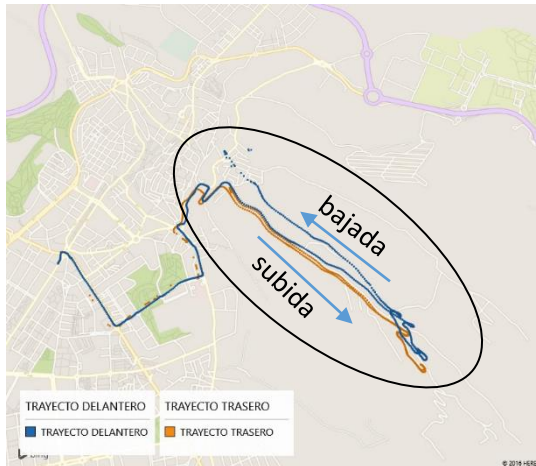 bajada
subida
TRAYECTO DELANTERO TRAYECTO TRASERO
TRAYECTO DELANTERO TRAYECTO TRASERO
© 2016 HERE